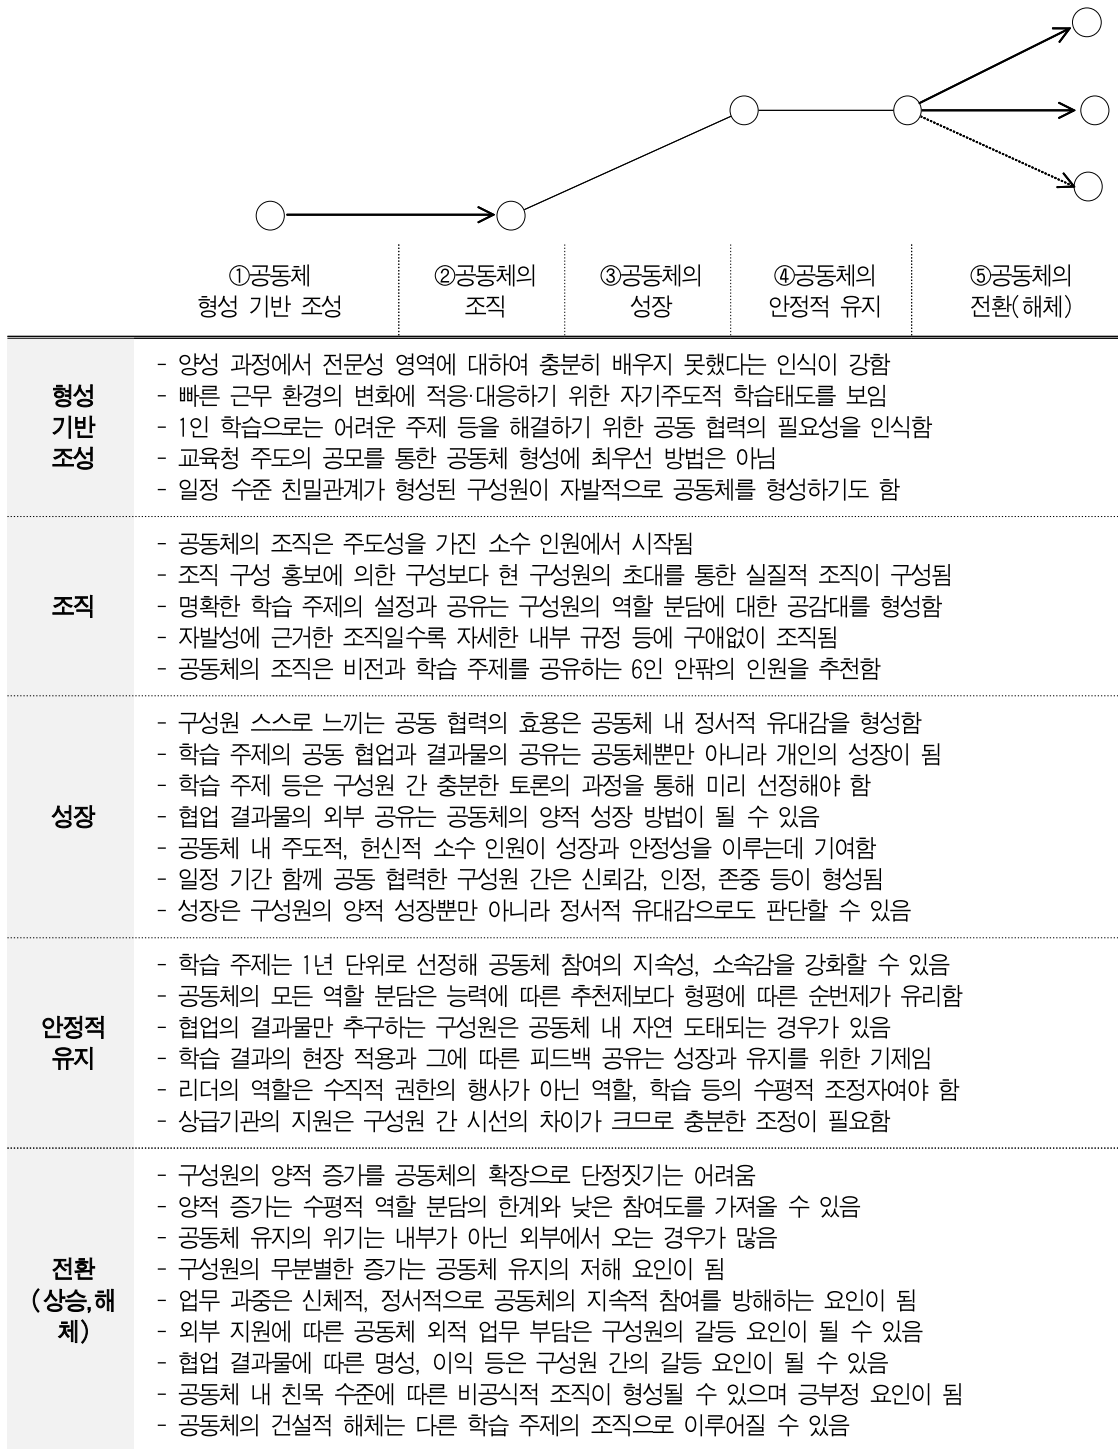 ①공동체
형성 기반 조성
②공동체의
조직
③공동체의
성장
④공동체의
안정적 유지
⑤공동체의
전환(해체)
형성
기반
조성
- 양성 과정에서 전문성 영역에 대하여 충분히 배우지 못했다는 인식이 강함
- 빠른 근무 환경의 변화에 적응·대응하기 위한 자기주도적 학습태도를 보임
- 1인 학습으로는 어려운 주제 등을 해결하기 위한 공동 협력의 필요성을 인식함
- 교육청 주도의 공모를 통한 공동체 형성에 최우선 방법은 아님
- 일정 수준 친밀관계가 형성된 구성원이 자발적으로 공동체를 형성하기도 함
조직
- 공동체의 조직은 주도성을 가진 소수 인원에서 시작됨
- 조직 구성 홍보에 의한 구성보다 현 구성원의 초대를 통한 실질적 조직이 구성됨
- 명확한 학습 주제의 설정과 공유는 구성원의 역할 분담에 대한 공감대를 형성함
- 자발성에 근거한 조직일수록 자세한 내부 규정 등에 구애없이 조직됨
- 공동체의 조직은 비전과 학습 주제를 공유하는 6인 안팎의 인원을 추천함
성장
- 구성원 스스로 느끼는 공동 협력의 효용은 공동체 내 정서적 유대감을 형성함
- 학습 주제의 공동 협업과 결과물의 공유는 공동체뿐만 아니라 개인의 성장이 됨
- 학습 주제 등은 구성원 간 충분한 토론의 과정을 통해 미리 선정해야 함
- 협업 결과물의 외부 공유는 공동체의 양적 성장 방법이 될 수 있음
- 공동체 내 주도적, 헌신적 소수 인원이 성장과 안정성을 이루는데 기여함
- 일정 기간 함께 공동 협력한 구성원 간은 신뢰감, 인정, 존중 등이 형성됨
- 성장은 구성원의 양적 성장뿐만 아니라 정서적 유대감으로도 판단할 수 있음
안정적
유지
- 학습 주제는 1년 단위로 선정해 공동체 참여의 지속성, 소속감을 강화할 수 있음
- 공동체의 모든 역할 분담은 능력에 따른 추천제보다 형평에 따른 순번제가 유리함
- 협업의 결과물만 추구하는 구성원은 공동체 내 자연 도태되는 경우가 있음
- 학습 결과의 현장 적용과 그에 따른 피드백 공유는 성장과 유지를 위한 기제임
- 리더의 역할은 수직적 권한의 행사가 아닌 역할, 학습 등의 수평적 조정자여야 함
- 상급기관의 지원은 구성원 간 시선의 차이가 크므로 충분한 조정이 필요함
전환
(상승,해
체)
- 구성원의 양적 증가를 공동체의 확장으로 단정짓기는 어려움
- 양적 증가는 수평적 역할 분담의 한계와 낮은 참여도를 가져올 수 있음
- 공동체 유지의 위기는 내부가 아닌 외부에서 오는 경우가 많음
- 구성원의 무분별한 증가는 공동체 유지의 저해 요인이 됨
- 업무 과중은 신체적, 정서적으로 공동체의 지속적 참여를 방해하는 요인이 됨
- 외부 지원에 따른 공동체 외적 업무 부담은 구성원의 갈등 요인이 될 수 있음
- 협업 결과물에 따른 명성, 이익 등은 구성원 간의 갈등 요인이 될 수 있음
- 공동체 내 친목 수준에 따른 비공식적 조직이 형성될 수 있으며 긍부정 요인이 됨
- 공동체의 건설적 해체는 다른 학습 주제의 조직으로 이루어질 수 있음